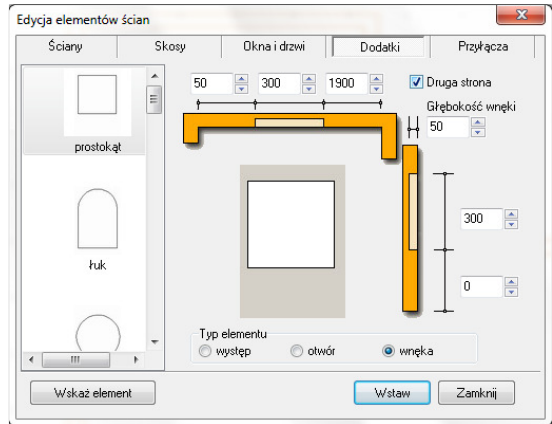 Edycja elementów ścian
Ściany Skosy Okna i drzwi Dodatki Przyłącza
50 300 1900 Druga strona
Głębokość wnęki
50
prostokąt
łuk
300
0
Typ elementu
występ otwór wnęka
Wskaż element Wstaw Zamknij